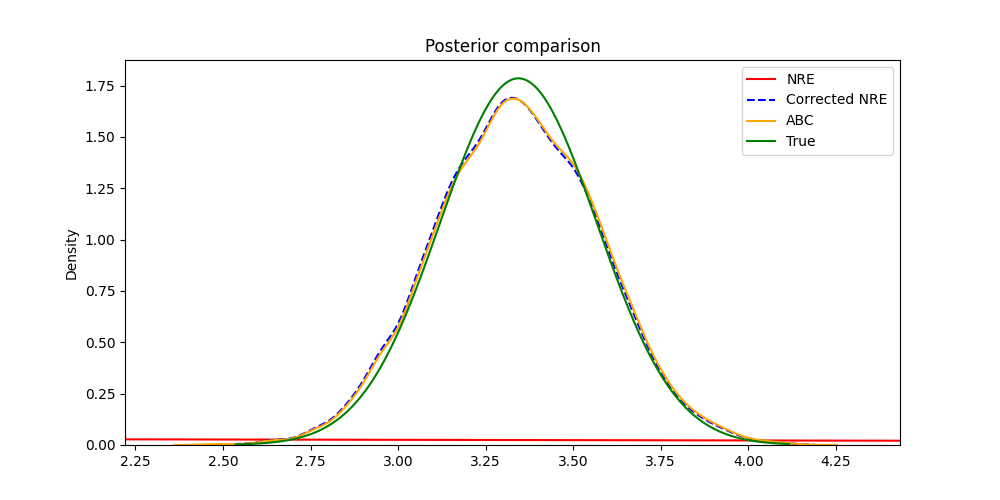 Posterior comparison
NRE
Corrected NRE
ABC
True
Density
1.75
1.50
1.25
1.00
0.75
0.50
0.25
0.00
2.25 2.50 2.75 3.00 3.25 3.50 3.75 4.00 4.25